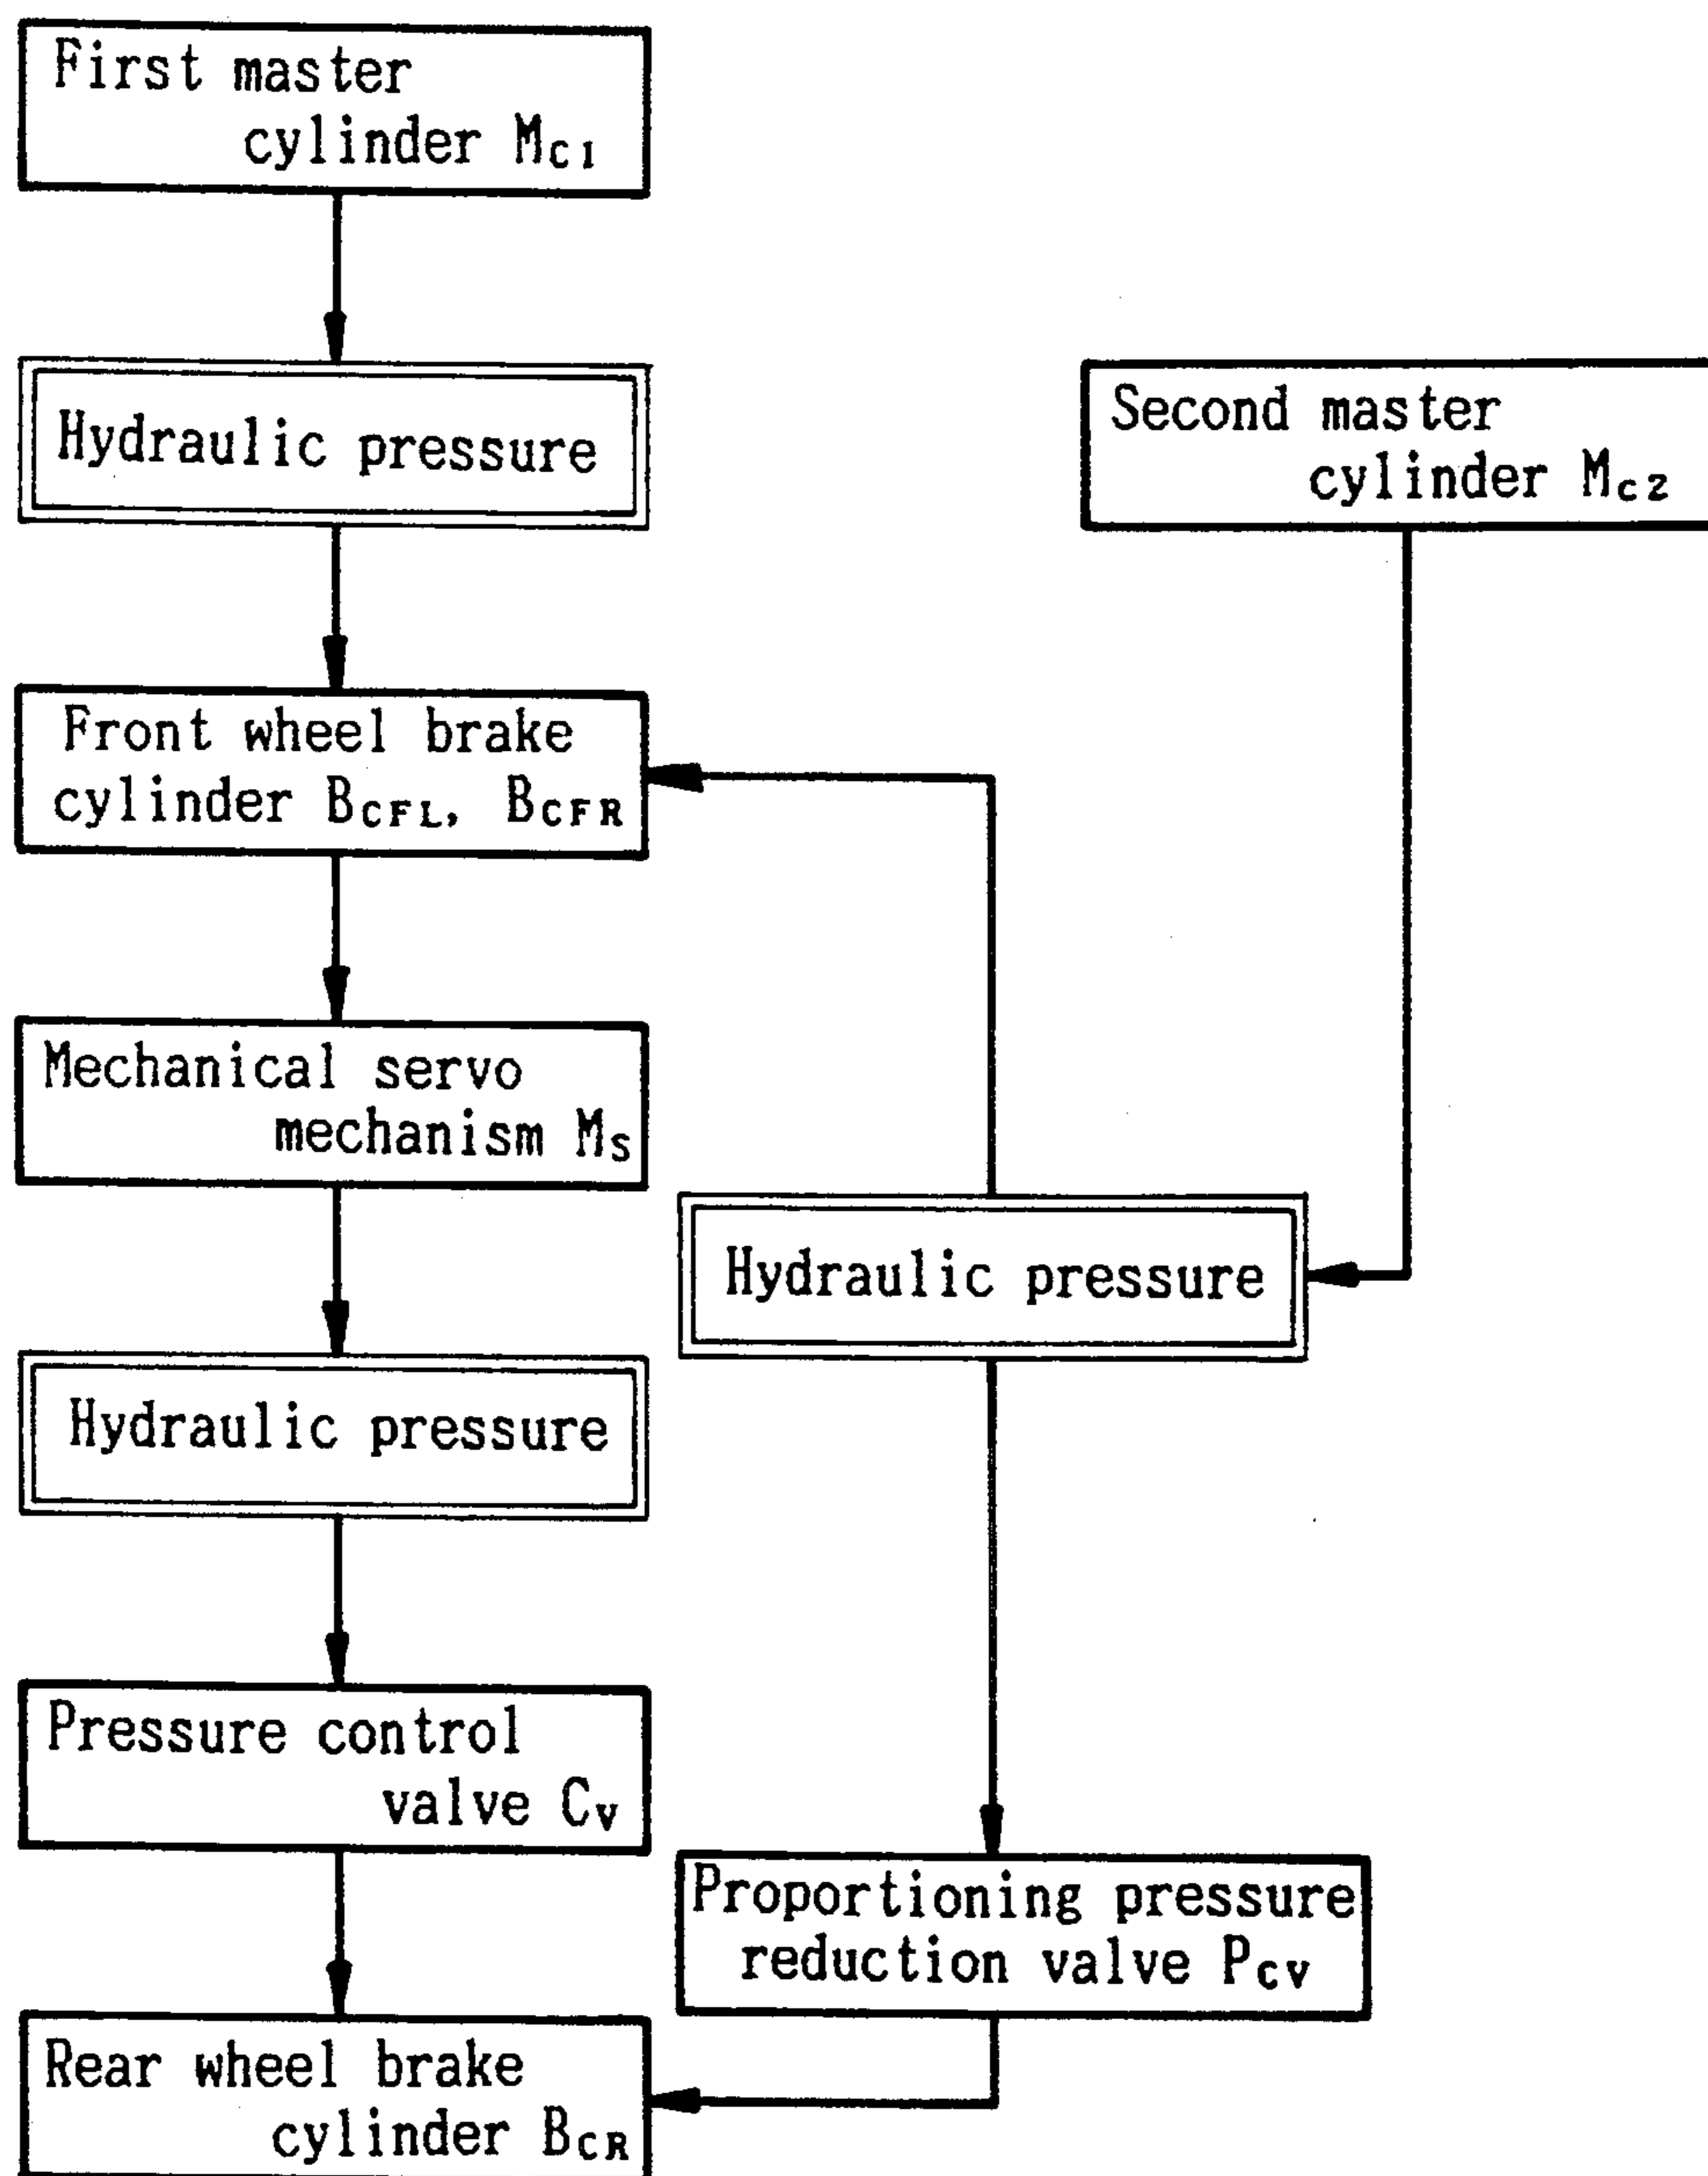 First master
cylinder MC1
Hydraulic pressure
Second master
cylinder MC2
Front wheel brake
cylinder BCFL, BCFR
Mechanical servo
mechanism MS
Hydraulic pressure
Hydraulic pressure
Pressure control
valve CV
Proportioning pressure
reduction valve PCV
Rear wheel brake
cylinder BCR